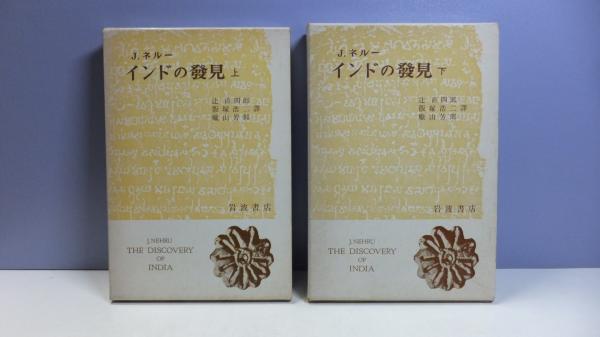 J. ネルー
インドの發見 上
辻 直四郎
飯塚浩二 譯
蠟山芳郎
岩波書店
J. NEHRU
THE DISCOVERY
OF
INDIA
J. ネルー
インドの發見 下
辻 直四郎
飯塚浩二 譯
蠟山芳郎
岩波書店
J. NEHRU
THE DISCOVERY
OF
INDIA